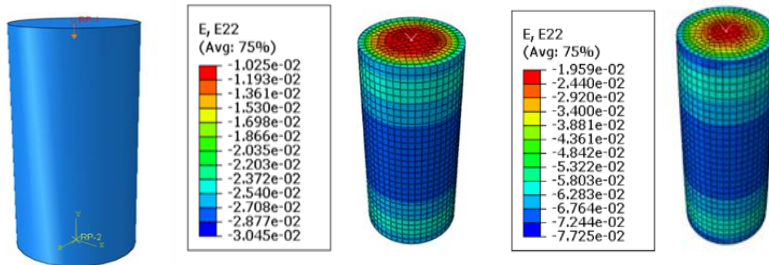 RP-1
Y
RP-2
Z
X
E, E22
(Avg: 75%)
-1.025e-02
-1.193e-02
-1.361e-02
-1.530e-02
-1.698e-02
-1.866e-02
-2.035e-02
-2.203e-02
-2.372e-02
-2.540e-02
-2.708e-02
-2.877e-02
-3.045e-02
E, E22
(Avg: 75%)
-1.959e-02
-2.440e-02
-2.920e-02
-3.400e-02
-3.881e-02
-4.361e-02
-4.842e-02
-5.322e-02
-5.803e-02
-6.283e-02
-6.764e-02
-7.244e-02
-7.725e-02